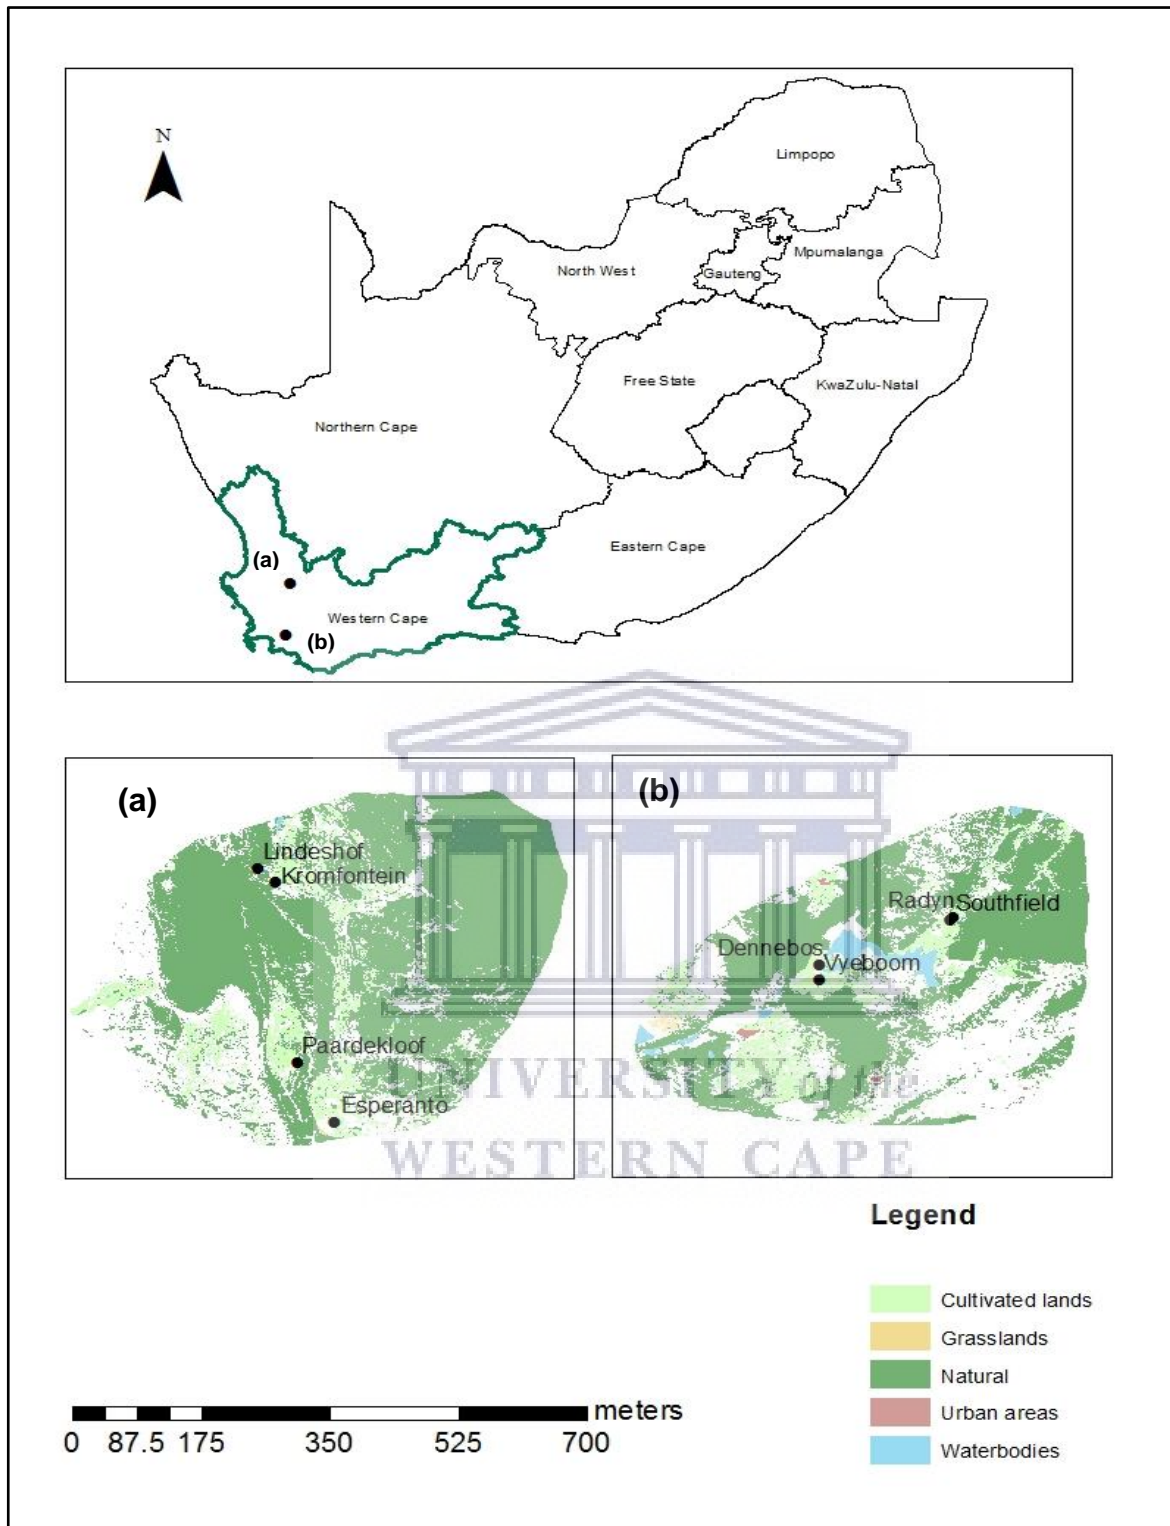 N
Limpopo
Mpumalanga
North West
Gauteng
Free State
KwaZulu-Natal
Northern Cape
Eastern Cape
(a)
Western Cape
(b)
(a)
Lindeshof
Kromfontein
Paardekloof
Esperanto
(b)
Radyn Southfield
Dennebos
Vyeboom
UNIVERSITY of the
WESTERN CAPE
Legend
Cultivated lands
Grasslands
Natural
Urban areas
Waterbodies
meters
0 87.5 175 350 525 700